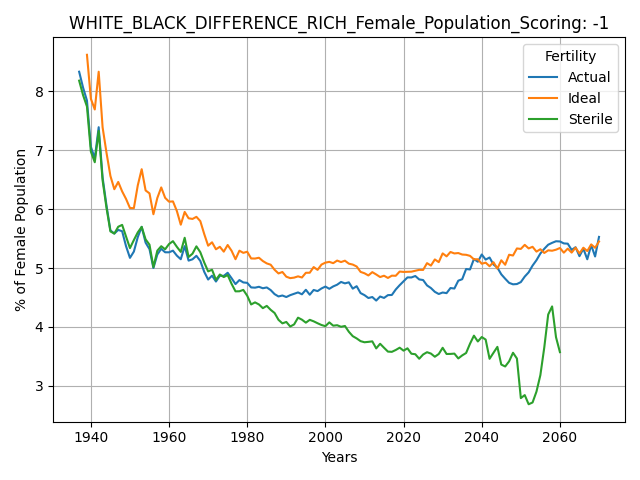 WHITE_BLACK_DIFFERENCE_RICH_Female_Population_Scoring: -1
Fertility
Actual
Ideal
Sterile
% of Female Population
8
7
6
5
4
3
1940 1960 1980 2000 2020 2040 2060
Years